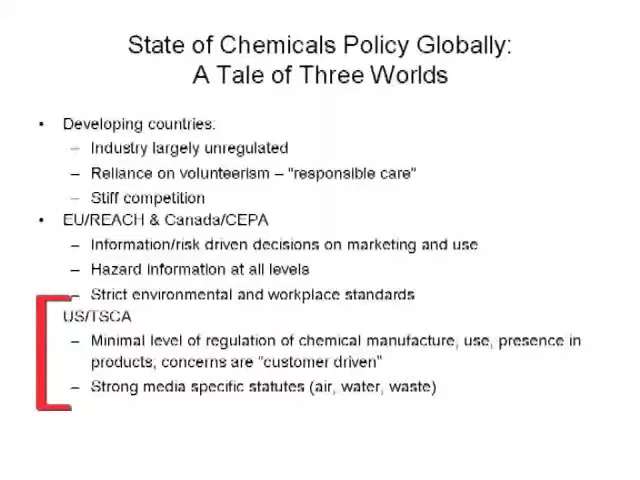 State of Chemicals Policy Globally:
A Tale of Three Worlds
• Developing countries:
– Industry largely unregulated
– Reliance on volunteerism – "responsible care"
– Stiff competition
• EU/REACH & Canada/CEPA
– Information/risk driven decisions on marketing and use
– Hazard information at all levels
– Strict environmental and workplace standards
US/TSCA
– Minimal level of regulation of chemical manufacture, use, presence in
products; concerns are "customer driven"
– Strong media specific statutes (air, water, waste)